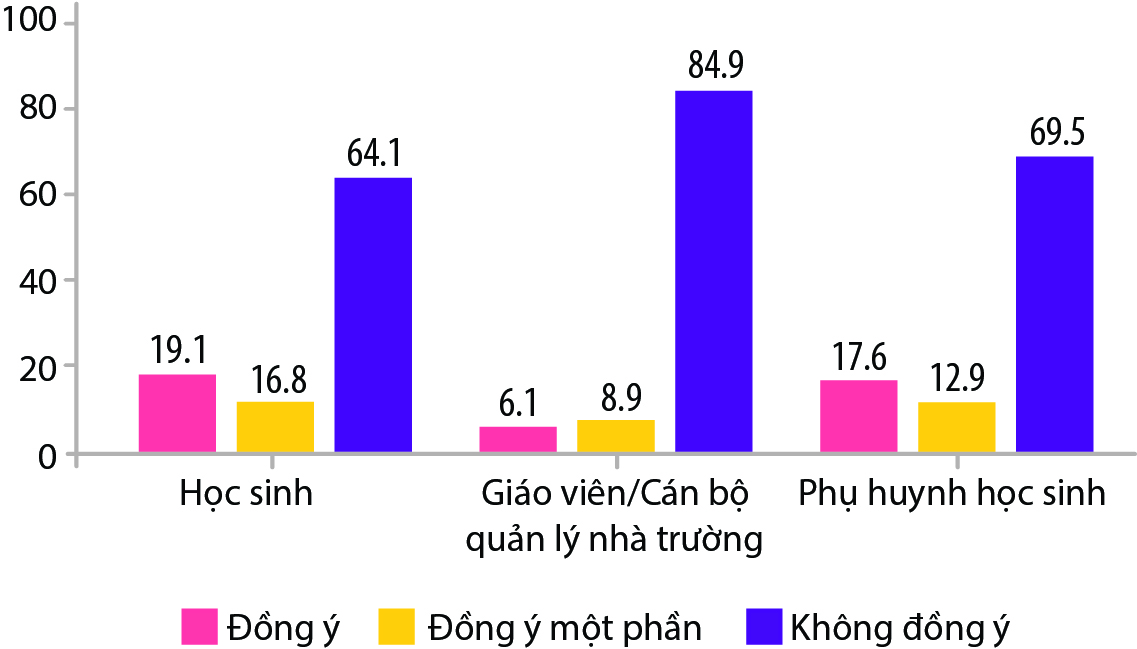 100
80
60
40
20
0
19.1
16.8
64.1
6.1
8.9
84.9
17.6
12.9
69.5
Học sinh
Giáo viên/Cán bộ
quản lý nhà trường
Phụ huynh học sinh
Đồng ý
Đồng ý một phần
Không đồng ý